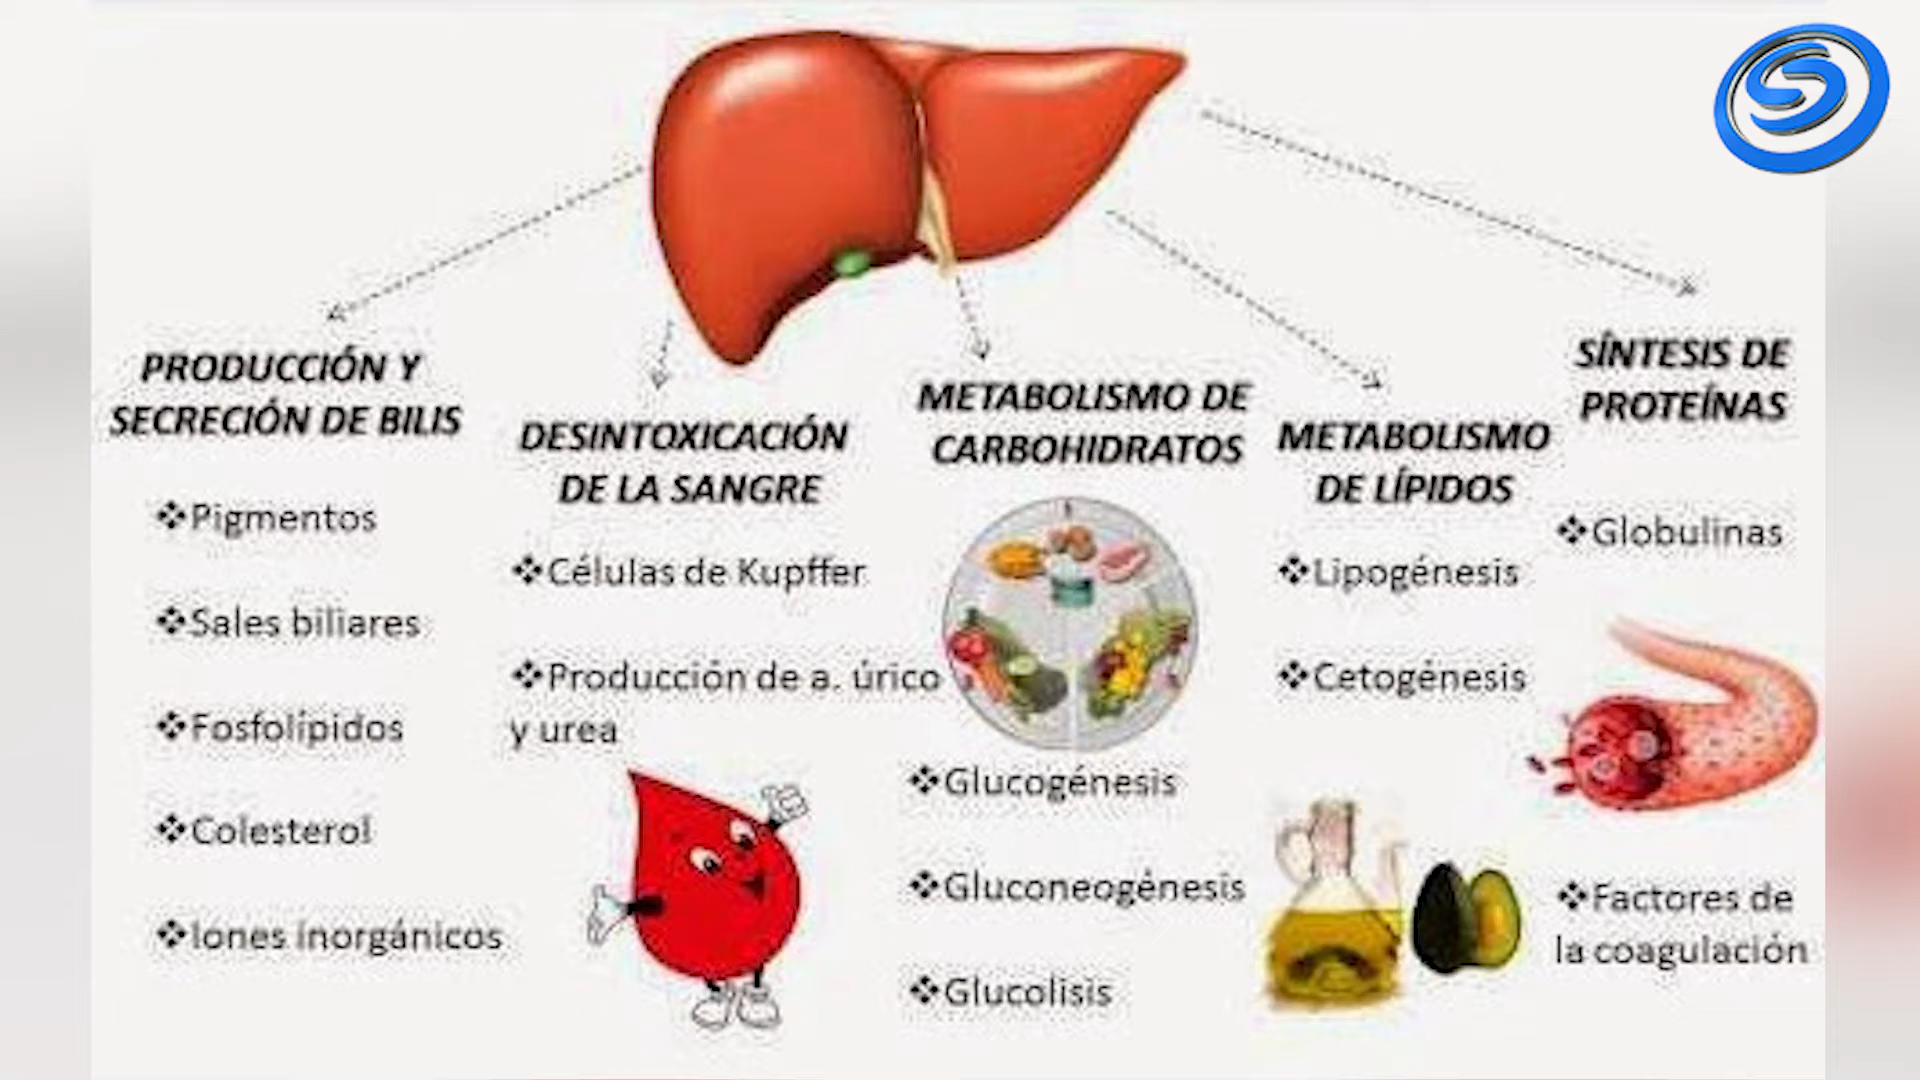 PRODUCCIÓN Y
SECRECIÓN DE BILIS
❖Pigmentos
❖Sales biliares
❖Fosfolípidos
❖Colesterol
❖Iones inorgánicos
DESINTOXICACIÓN
DE LA SANGRE
❖Células de Kupffer
❖Producción de a. úrico
y urea
METABOLISMO DE
CARBOHIDRATOS
❖Glucogénesis
❖Gluconeogénesis
❖Glucolisis
METABOLISMO
DE LÍPIDOS
❖Lipogénesis
❖Cetogénesis
SÍNTESIS DE
PROTEÍNAS
❖Globulinas
❖Factores de
la coagulación